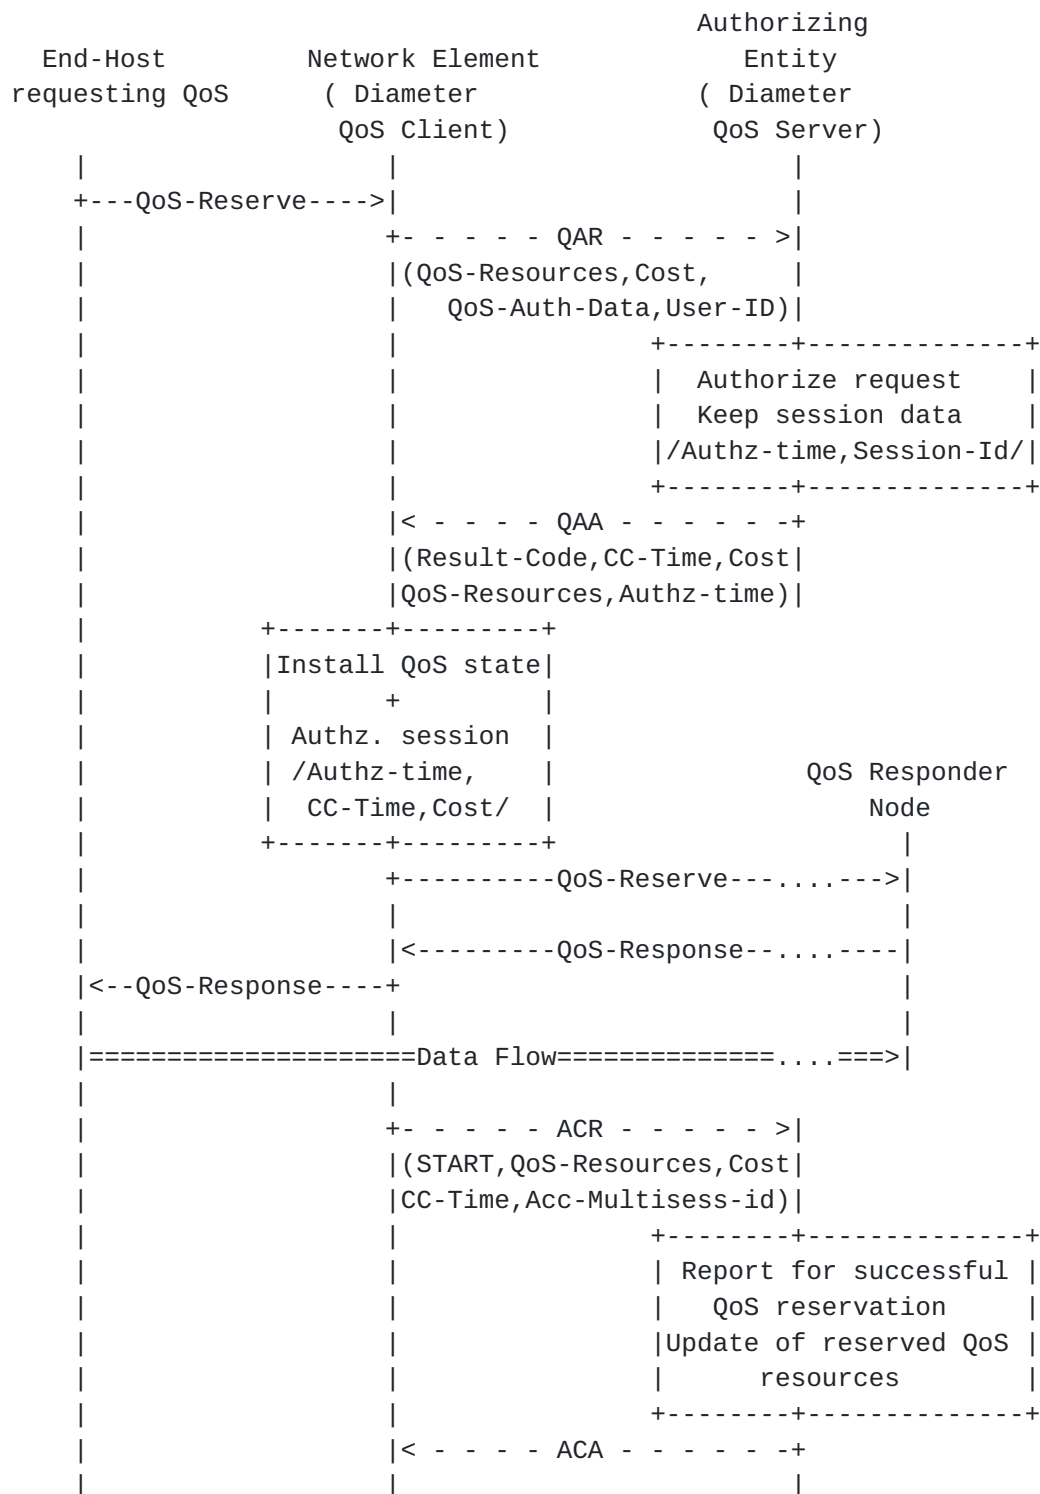 Authorizing
  End-Host         Network Element             Entity
requesting QoS      ( Diameter              ( Diameter
                     QoS Client)             QoS Server)
    |                   |                          |
    +---QoS-Reserve---->|                          |
    |                   +- - - - - QAR - - - - - >|
    |                   |(QoS-Resources,Cost,     |
    |                   |   QoS-Auth-Data,User-ID)|
    |                   |                +--------+--------------+
    |                   |                |  Authorize request    |
    |                   |                |  Keep session data    |
    |                   |                |/Authz-time,Session-Id/|
    |                   |                +--------+--------------+
    |                   |< - - - - QAA - - - - - -+
    |                   |(Result-Code,CC-Time,Cost|
    |                   |QoS-Resources,Authz-time)|
    |           +-------+---------+
    |           |Install QoS state|
    |           |       +         |
    |           | Authz. session  |
    |           | /Authz-time,    |                QoS Responder
    |           |  CC-Time,Cost/  |                    Node
    |           +-------+---------+                      |
    |                   +----------QoS-Reserve---....--->|
    |                   |                                |
    |                   |<---------QoS-Response--....----|
    |<--QoS-Response----+                                |
    |                   |                                |
    |=====================Data Flow==============....===>|
    |                   |
    |                   +- - - - - ACR - - - - - >|
    |                   |(START,QoS-Resources,Cost|
    |                   |CC-Time,Acc-Multisess-id)|
    |                   |                +--------+--------------+
    |                   |                | Report for successful |
    |                   |                |   QoS reservation     |
    |                   |                |Update of reserved QoS |
    |                   |                |      resources        |
    |                   |                +--------+--------------+
    |                   |< - - - - ACA - - - - - -+
    |                   |                         |